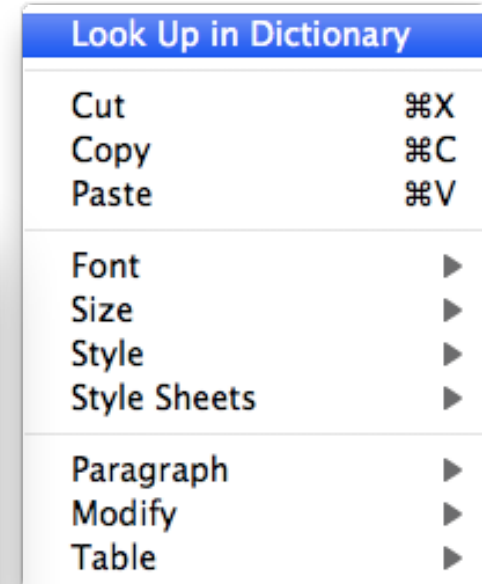 Look Up in Dictionary
Cut ⌘X
Copy ⌘C
Paste ⌘V
Font ▶
Size ▶
Style ▶
Style Sheets ▶
Paragraph ▶
Modify ▶
Table ▶